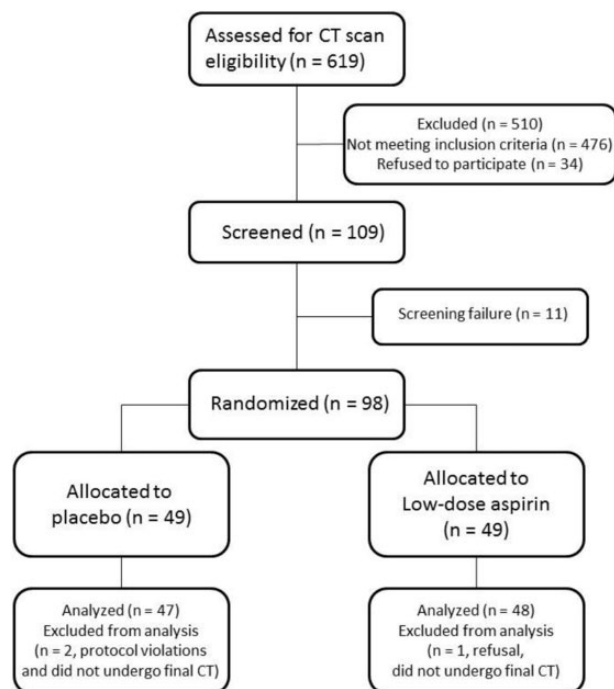 Assessed for CT scan
eligibility (n = 619)
Excluded (n = 510)
Not meeting inclusion criteria (n = 476)
Refused to participate (n = 34)
Screened (n = 109)
Screening failure (n = 11)
Randomized (n = 98)
Allocated to
placebo (n = 49)
Allocated to
Low-dose aspirin
(n = 49)
Analyzed (n = 47)
Excluded from analysis
(n = 2, protocol violations
and did not undergo final CT)
Analyzed (n = 48)
Excluded from analysis
(n = 1, refusal,
did not undergo final CT)